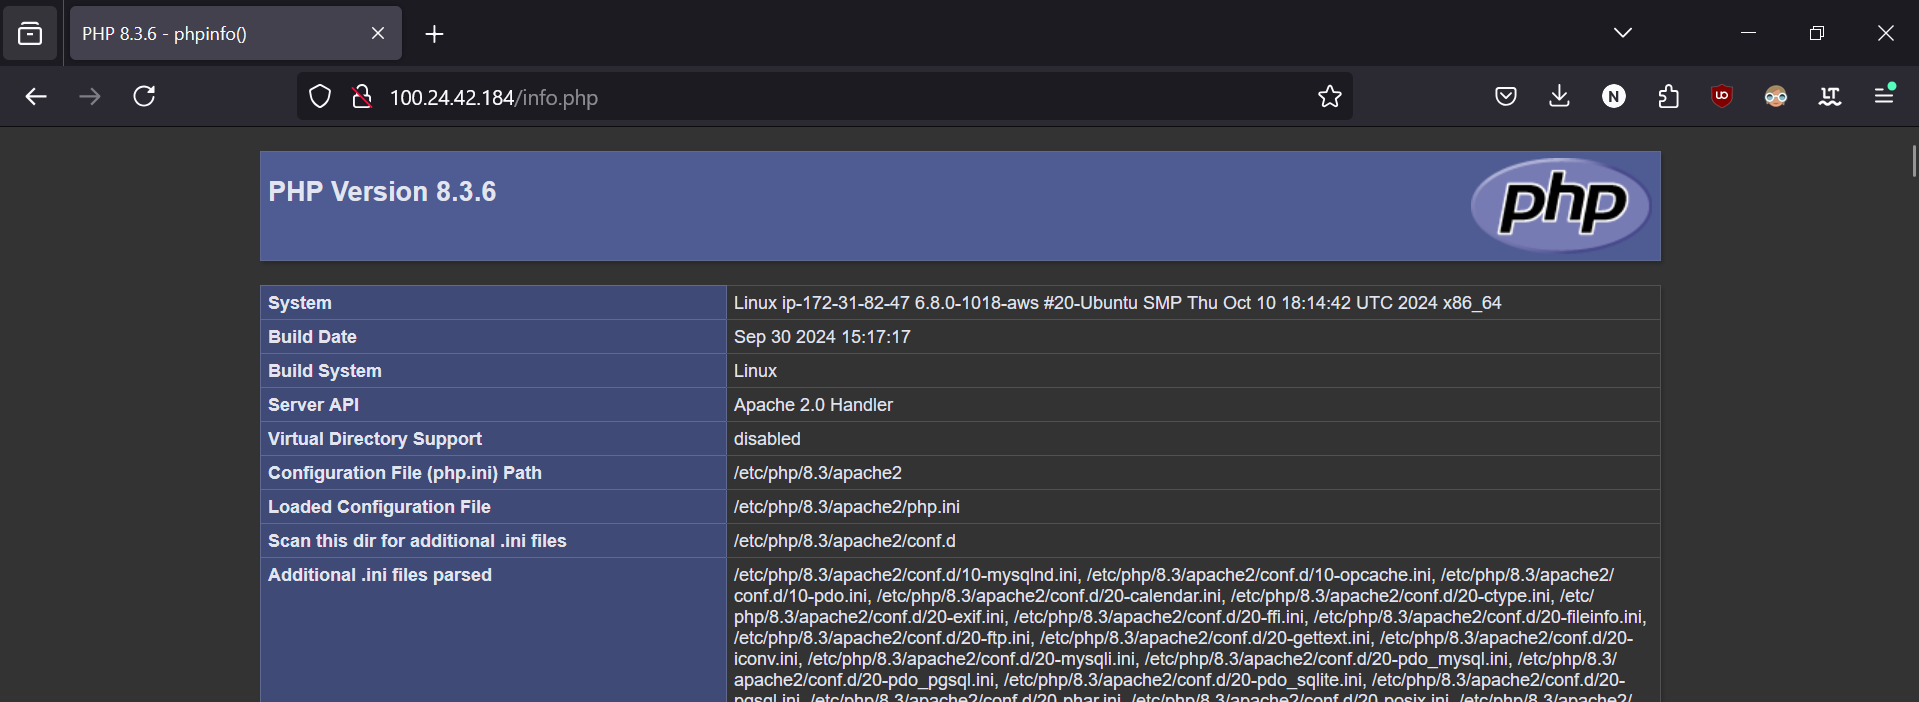 PHP 8.3.6 - phpinfo()
100.24.42.184/info.php
N
UO
LT
PHP Version 8.3.6
php
System Linux ip-172-31-82-47 6.8.0-1018-aws #20-Ubuntu SMP Thu Oct 10 18:14:42 UTC 2024 x86_64
Build Date Sep 30 2024 15:17:17
Build System Linux
Server API Apache 2.0 Handler
Virtual Directory Support disabled
Configuration File (php.ini) Path /etc/php/8.3/apache2
Loaded Configuration File /etc/php/8.3/apache2/php.ini
Scan this dir for additional .ini files /etc/php/8.3/apache2/conf.d
Additional .ini files parsed /etc/php/8.3/apache2/conf.d/10-mysqlnd.ini, /etc/php/8.3/apache2/conf.d/10-opcache.ini, /etc/php/8.3/apache2/
conf.d/10-pdo.ini, /etc/php/8.3/apache2/conf.d/20-calendar.ini, /etc/php/8.3/apache2/conf.d/20-ctype.ini, /etc/
php/8.3/apache2/conf.d/20-exif.ini, /etc/php/8.3/apache2/conf.d/20-ffi.ini, /etc/php/8.3/apache2/conf.d/20-fileinfo.ini,
/etc/php/8.3/apache2/conf.d/20-ftp.ini, /etc/php/8.3/apache2/conf.d/20-gettext.ini, /etc/php/8.3/apache2/conf.d/20-
iconv.ini, /etc/php/8.3/apache2/conf.d/20-mysqli.ini, /etc/php/8.3/apache2/conf.d/20-pdo_mysql.ini, /etc/php/8.3/
apache2/conf.d/20-pdo_pgsql.ini, /etc/php/8.3/apache2/conf.d/20-pdo_sqlite.ini, /etc/php/8.3/apache2/conf.d/20-
pgsql.ini, /etc/php/8.3/apache2/conf.d/20-phar.ini, /etc/php/8.3/apache2/conf.d/20-posix.ini, /etc/php/8.3/apache2/